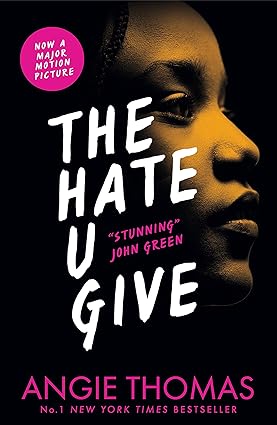 NOW A
MAJOR
MOTION
PICTURE
THE
HATE
U
GIVE
"STUNNING"
JOHN GREEN
ANGIE THOMAS
No.1 NEW YORK TIMES BESTSELLER